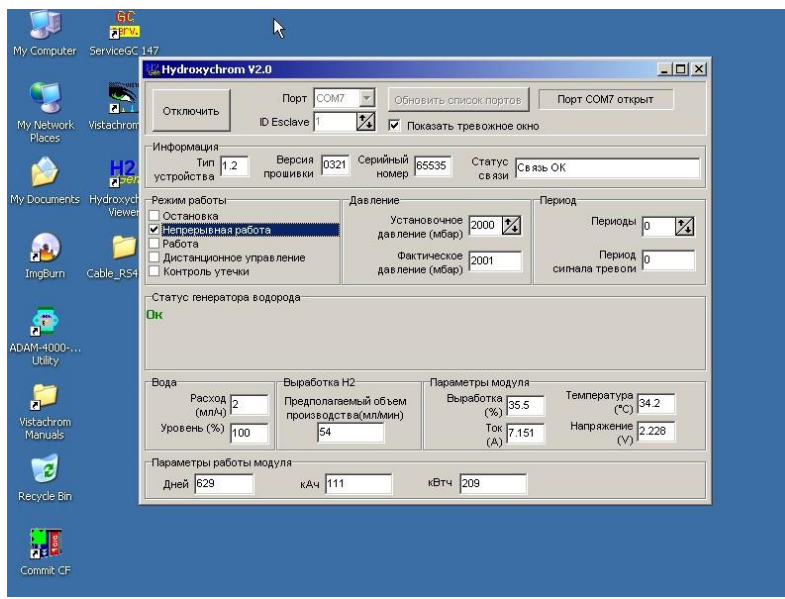 GC
Serv.
My Computer
ServiceGC 147
My Network
Places
Vistachrom
My Documents
H2
Gen
Hydroxych
Viewer
ImgBurn
Cable_RS4
ADAM-4000-...
Utility
Vistachrom
Manuals
Recycle Bin
Commit CF
Hydroxychrom V2.0
Отключить
Порт COM7
Обновить список портов
Порт COM7 открыт
ID Esclave 1
Показать тревожное окно
Информация
Тип устройства 1.2
Версия прошивки 0321
Серийный номер 65535
Статус связи Связь ОК
Режим работы
Остановка
Непрерывная работа
Работа
Дистанционное управление
Контроль утечки
Давление
Установочное
давление (мбар) 2000
Фактическое
давление (мбар) 2001
Период
Периоды 0
Период
сигнала тревоги 0
Статус генератора водорода
Ок
Вода
Расход
(мл/ч) 2
Уровень (%) 100
Выработка H2
Предполагаемый объем
производства(мл/мин)
54
Параметры модуля
Выработка
(%) 35.5
Температура
(°C) 34.2
Ток
(А) 7.151
Напряжение
(V) 2.228
Параметры работы модуля
Дней 629
кАч 111
кВтч 209